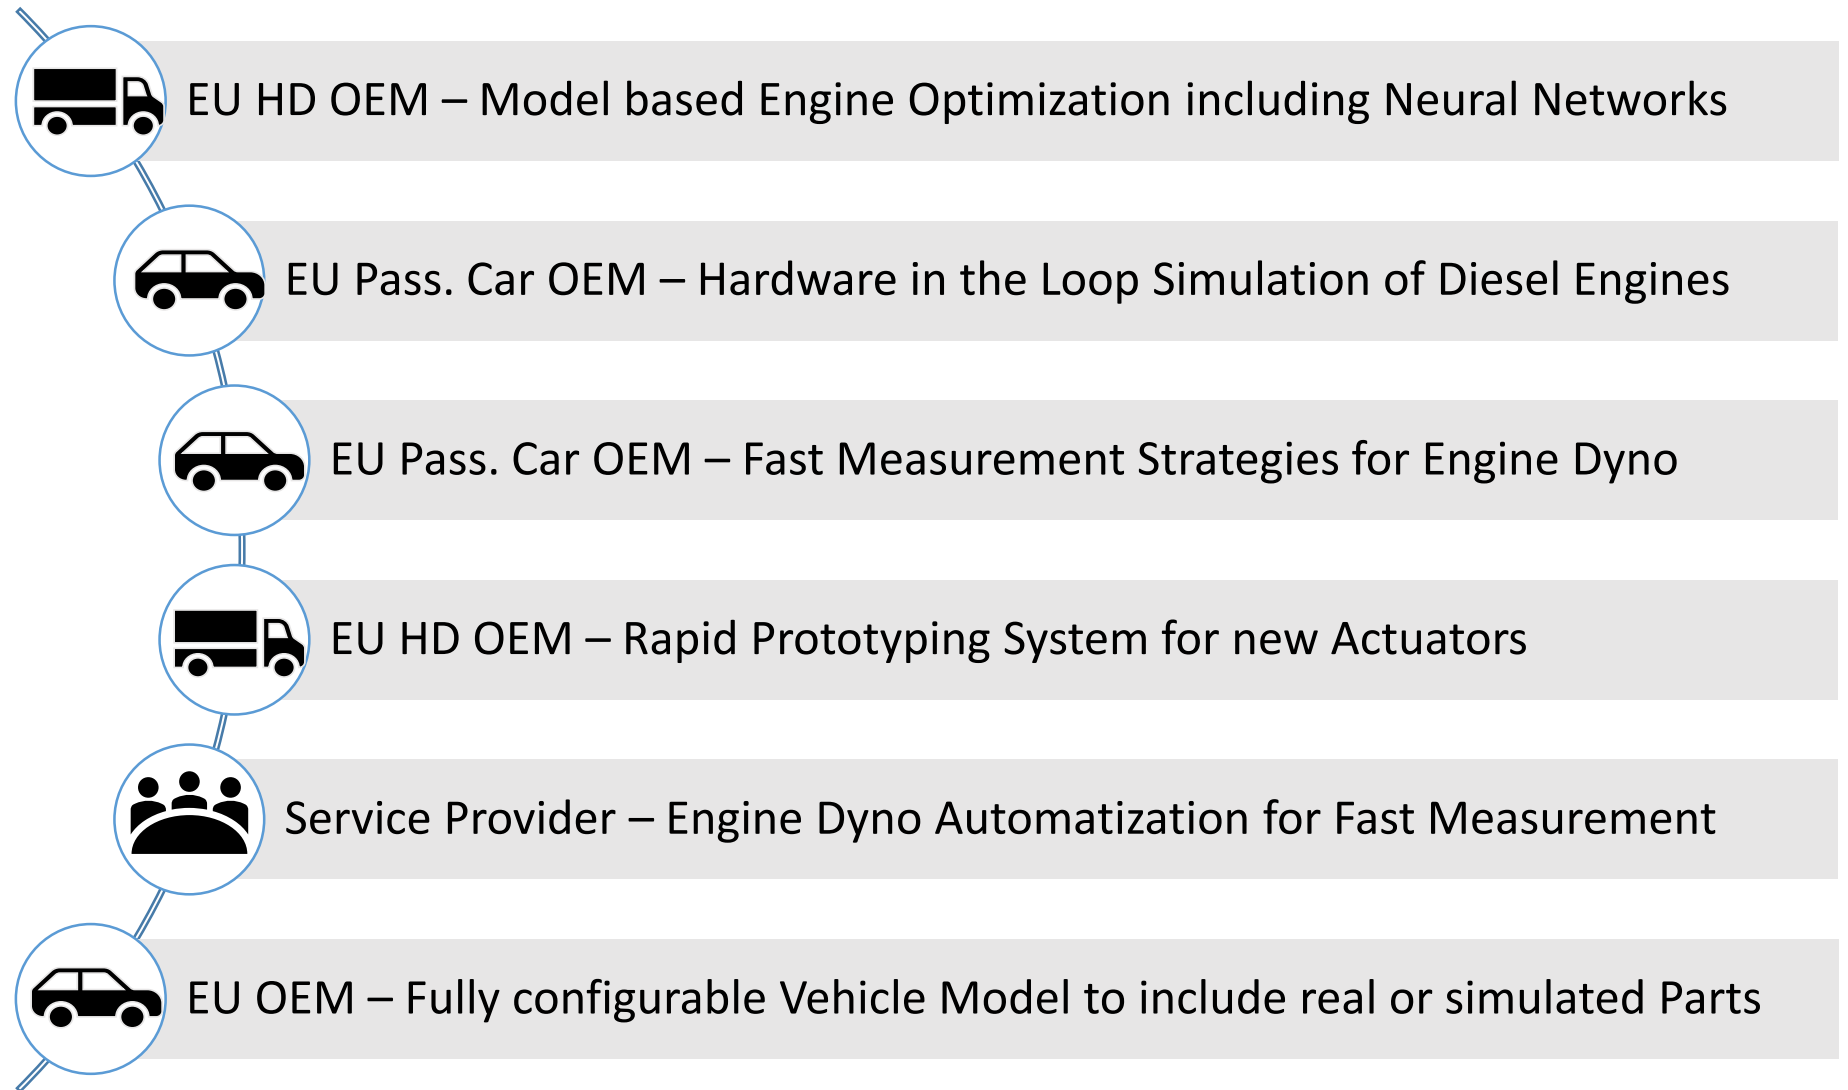 EU HD OEM – Model based Engine Optimization including Neural Networks
EU Pass. Car OEM – Hardware in the Loop Simulation of Diesel Engines
EU Pass. Car OEM – Fast Measurement Strategies for Engine Dyno
EU HD OEM – Rapid Prototyping System for new Actuators
Service Provider – Engine Dyno Automatization for Fast Measurement
EU OEM – Fully configurable Vehicle Model to include real or simulated Parts